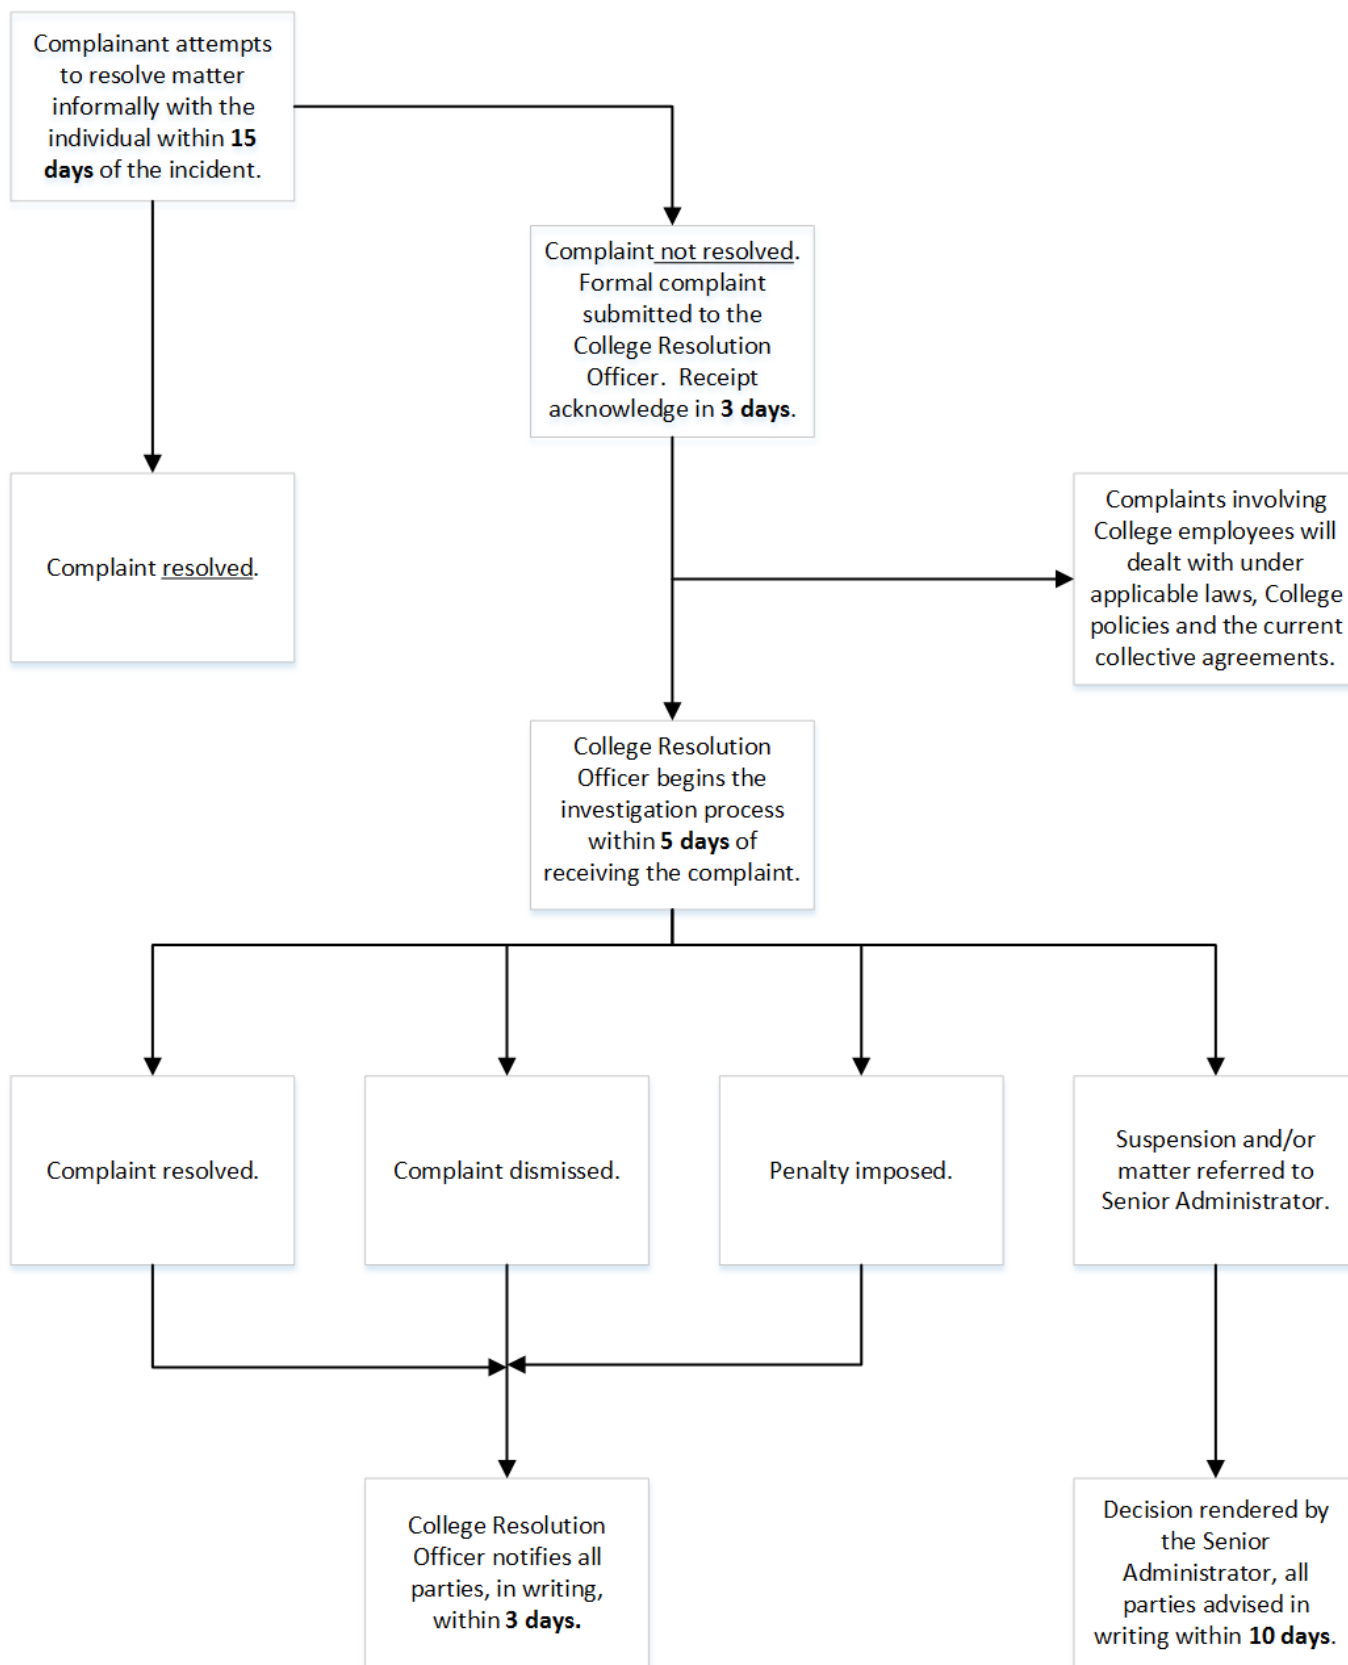 Complainant attempts
to resolve matter
informally with the
individual within 15
days of the incident.
Complaint not resolved.
Formal complaint
submitted to the
College Resolution
Officer.  Receipt
acknowledge in 3 days.
Complaint resolved.
Complaints involving
College employees will
dealt with under
applicable laws, College
policies and the current
collective agreements.
College Resolution
Officer begins the
investigation process
within 5 days of
receiving the complaint.
Complaint resolved.
Complaint dismissed.
Penalty imposed.
Suspension and/or
matter referred to
Senior Administrator.
College Resolution
Officer notifies all
parties, in writing,
within 3 days.
Decision rendered by
the Senior
Administrator, all
parties advised in
writing within 10 days.